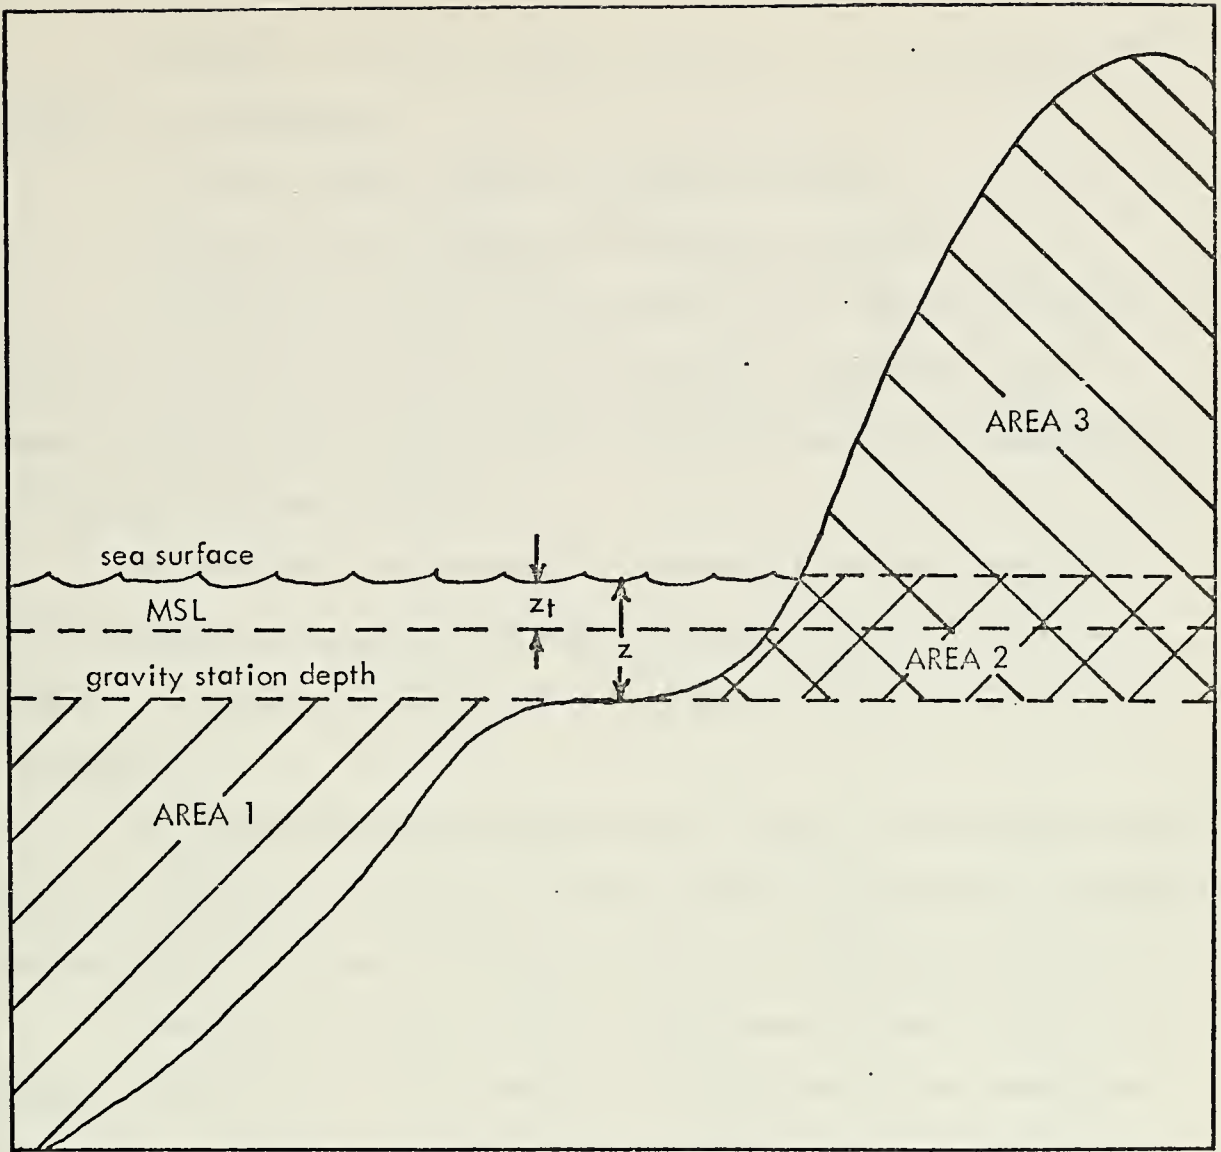 AREA 3
sea surface
zt
MSL
z
AREA 2
gravity station depth
AREA 1